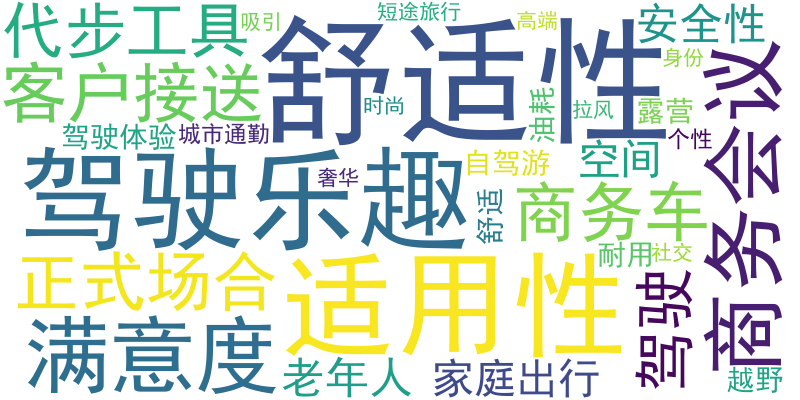 代步工具
吸引
短途旅行
高端
安全性
身份
客户接送
舒适性
时尚
油耗
拉风
露营
商务会议
驾驶体验
城市通勤
个性
驾驶乐趣
奢华
自驾游
空间
舒适
商务车
正式场合
适用性
耐用
社交
驾驶
满意度
老年人
家庭出行
越野